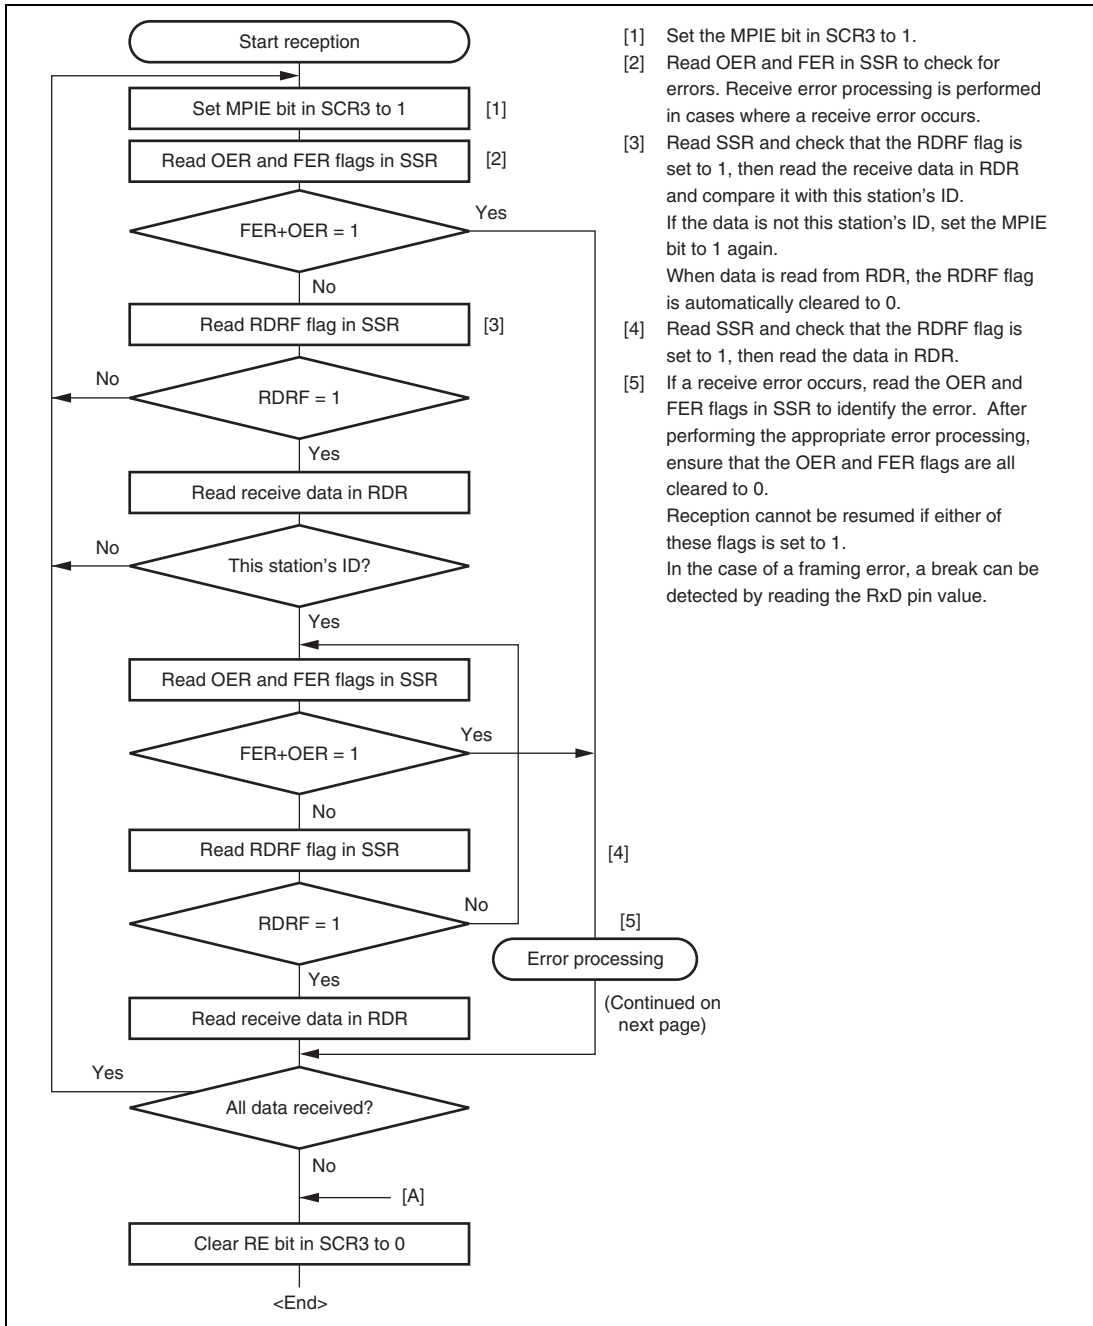 Start reception
Set MPIE bit in SCR3 to 1
[1]
Read OER and FER flags in SSR
[2]
Yes
FER+OER = 1
No
Read RDRF flag in SSR
[3]
No
RDRF = 1
Yes
Read receive data in RDR
No
This station's ID?
Yes
Read OER and FER flags in SSR
Yes
FER+OER = 1
No
Read RDRF flag in SSR
[4]
No
RDRF = 1
[5]
Error processing
Yes
(Continued on
next page)
Read receive data in RDR
Yes
All data received?
No
[A]
Clear RE bit in SCR3 to 0
<End>
[1] Set the MPIE bit in SCR3 to 1.
[2] Read OER and FER in SSR to check for
errors. Receive error processing is performed
in cases where a receive error occurs.
[3] Read SSR and check that the RDRF flag is
set to 1, then read the receive data in RDR
and compare it with this station's ID.
If the data is not this station's ID, set the MPIE
bit to 1 again.
When data is read from RDR, the RDRF flag
is automatically cleared to 0.
[4] Read SSR and check that the RDRF flag is
set to 1, then read the data in RDR.
[5] If a receive error occurs, read the OER and
FER flags in SSR to identify the error. After
performing the appropriate error processing,
ensure that the OER and FER flags are all
cleared to 0.
Reception cannot be resumed if either of
these flags is set to 1.
In the case of a framing error, a break can be
detected by reading the RxD pin value.